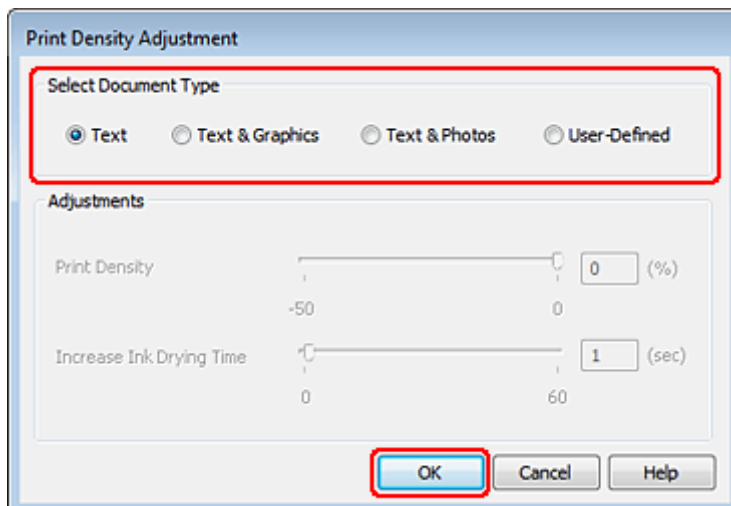 Print Density Adjustment
Select Document Type
Text Text & Graphics Text & Photos User-Defined
Adjustments
Print Density 0 (%)
-50 0
Increase Ink Drying Time 1 (sec)
0 60
OK Cancel Help